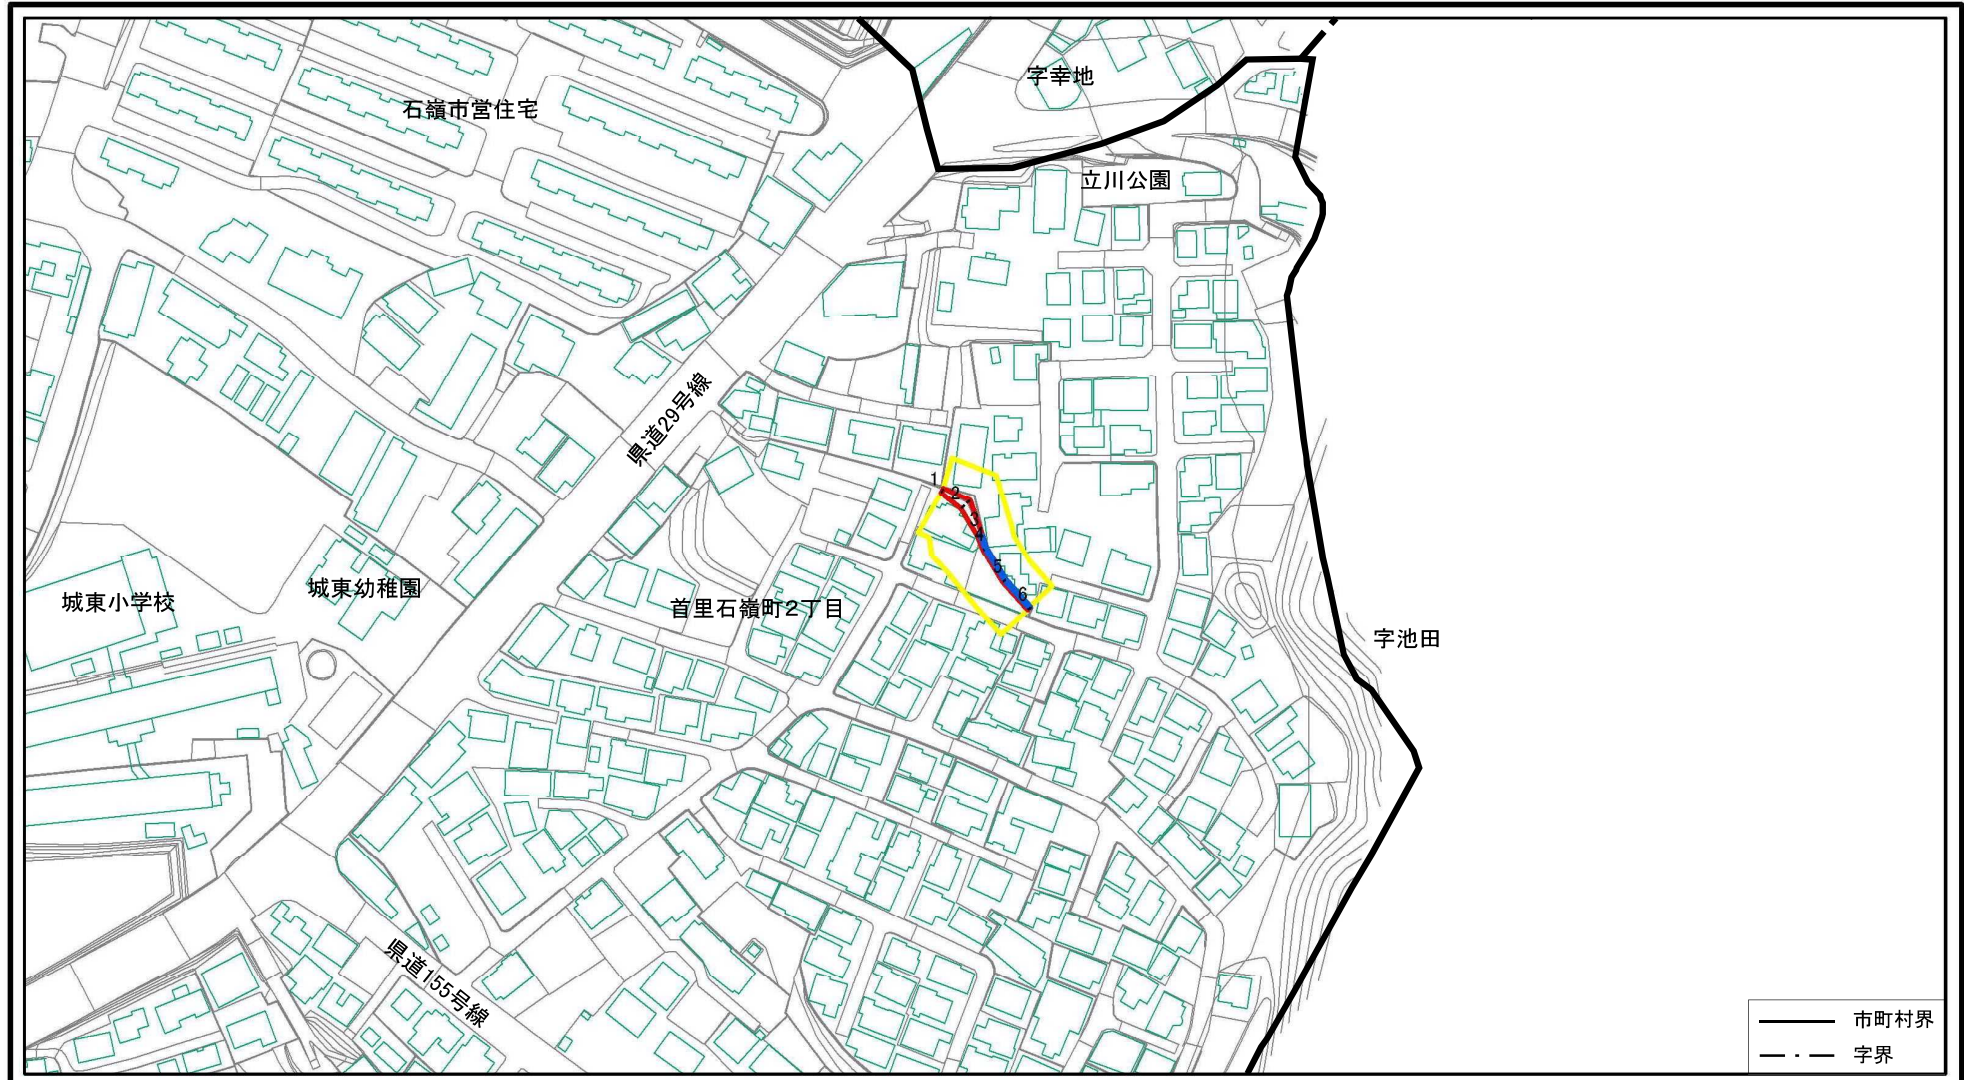 字幸地
石嶺市営住宅
立川公園
県道29号線
1
2
3
4
5
6
城東幼稚園
城東小学校
首里石嶺町2丁目
字池田
県道155号線
市町村界
字界